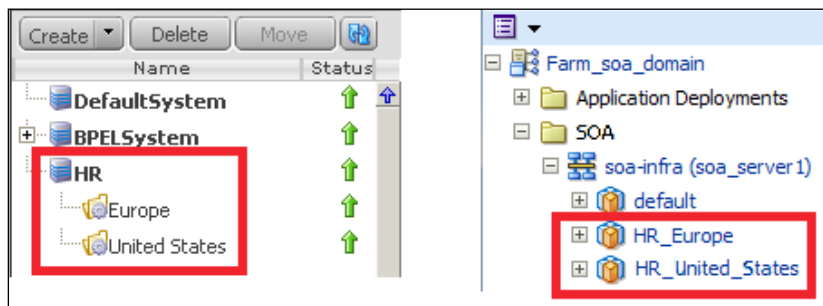 Create Delete Move
Name Status
DefaultSystem
BPELSystem
HR
Europe
United States
Farm_soa_domain
Application Deployments
SOA
soa-infra (soa_server1)
default
HR_Europe
HR_United_States